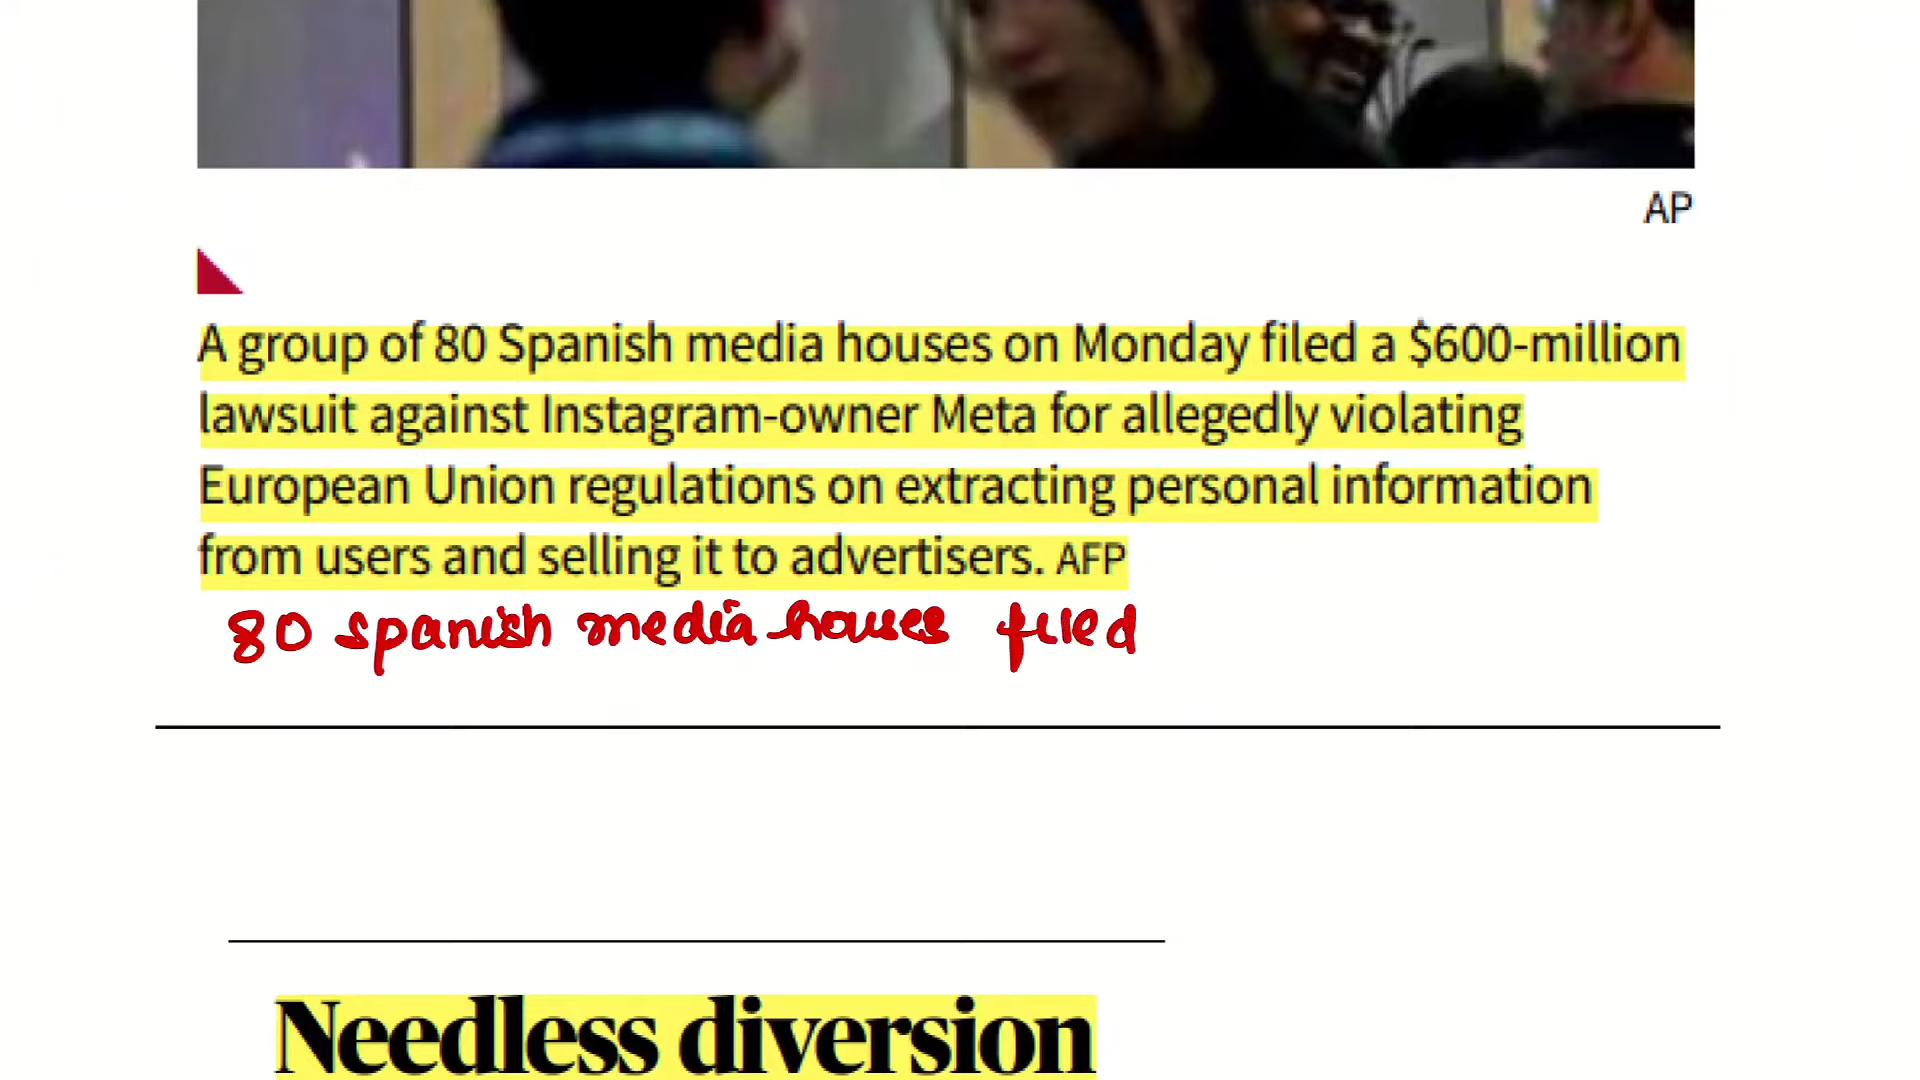 AP
A group of 80 Spanish media houses on Monday filed a $600-million
lawsuit against Instagram-owner Meta for allegedly violating
European Union regulations on extracting personal information
from users and selling it to advertisers. AFP
80 spanish media houses filed
Needless diversion